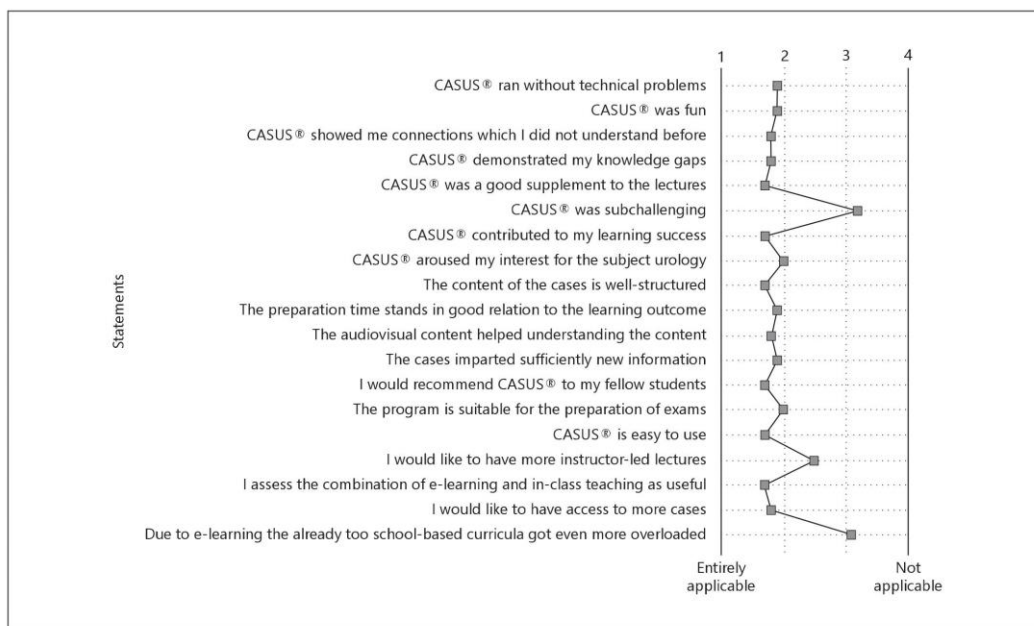 1 2 3 4
CASUS® ran without technical problems
CASUS® was fun
CASUS® showed me connections which I did not understand before
CASUS® demonstrated my knowledge gaps
CASUS® was a good supplement to the lectures
CASUS® was subchallenging
CASUS® contributed to my learning success
CASUS® aroused my interest for the subject urology
The content of the cases is well-structured
The preparation time stands in good relation to the learning outcome
The audiovisual content helped understanding the content
The cases imparted sufficiently new information
I would recommend CASUS® to my fellow students
The program is suitable for the preparation of exams
CASUS® is easy to use
I would like to have more instructor-led lectures
I assess the combination of e-learning and in-class teaching as useful
I would like to have access to more cases
Due to e-learning the already too school-based curricula got even more overloaded
Statements
Entirely
applicable
Not
applicable